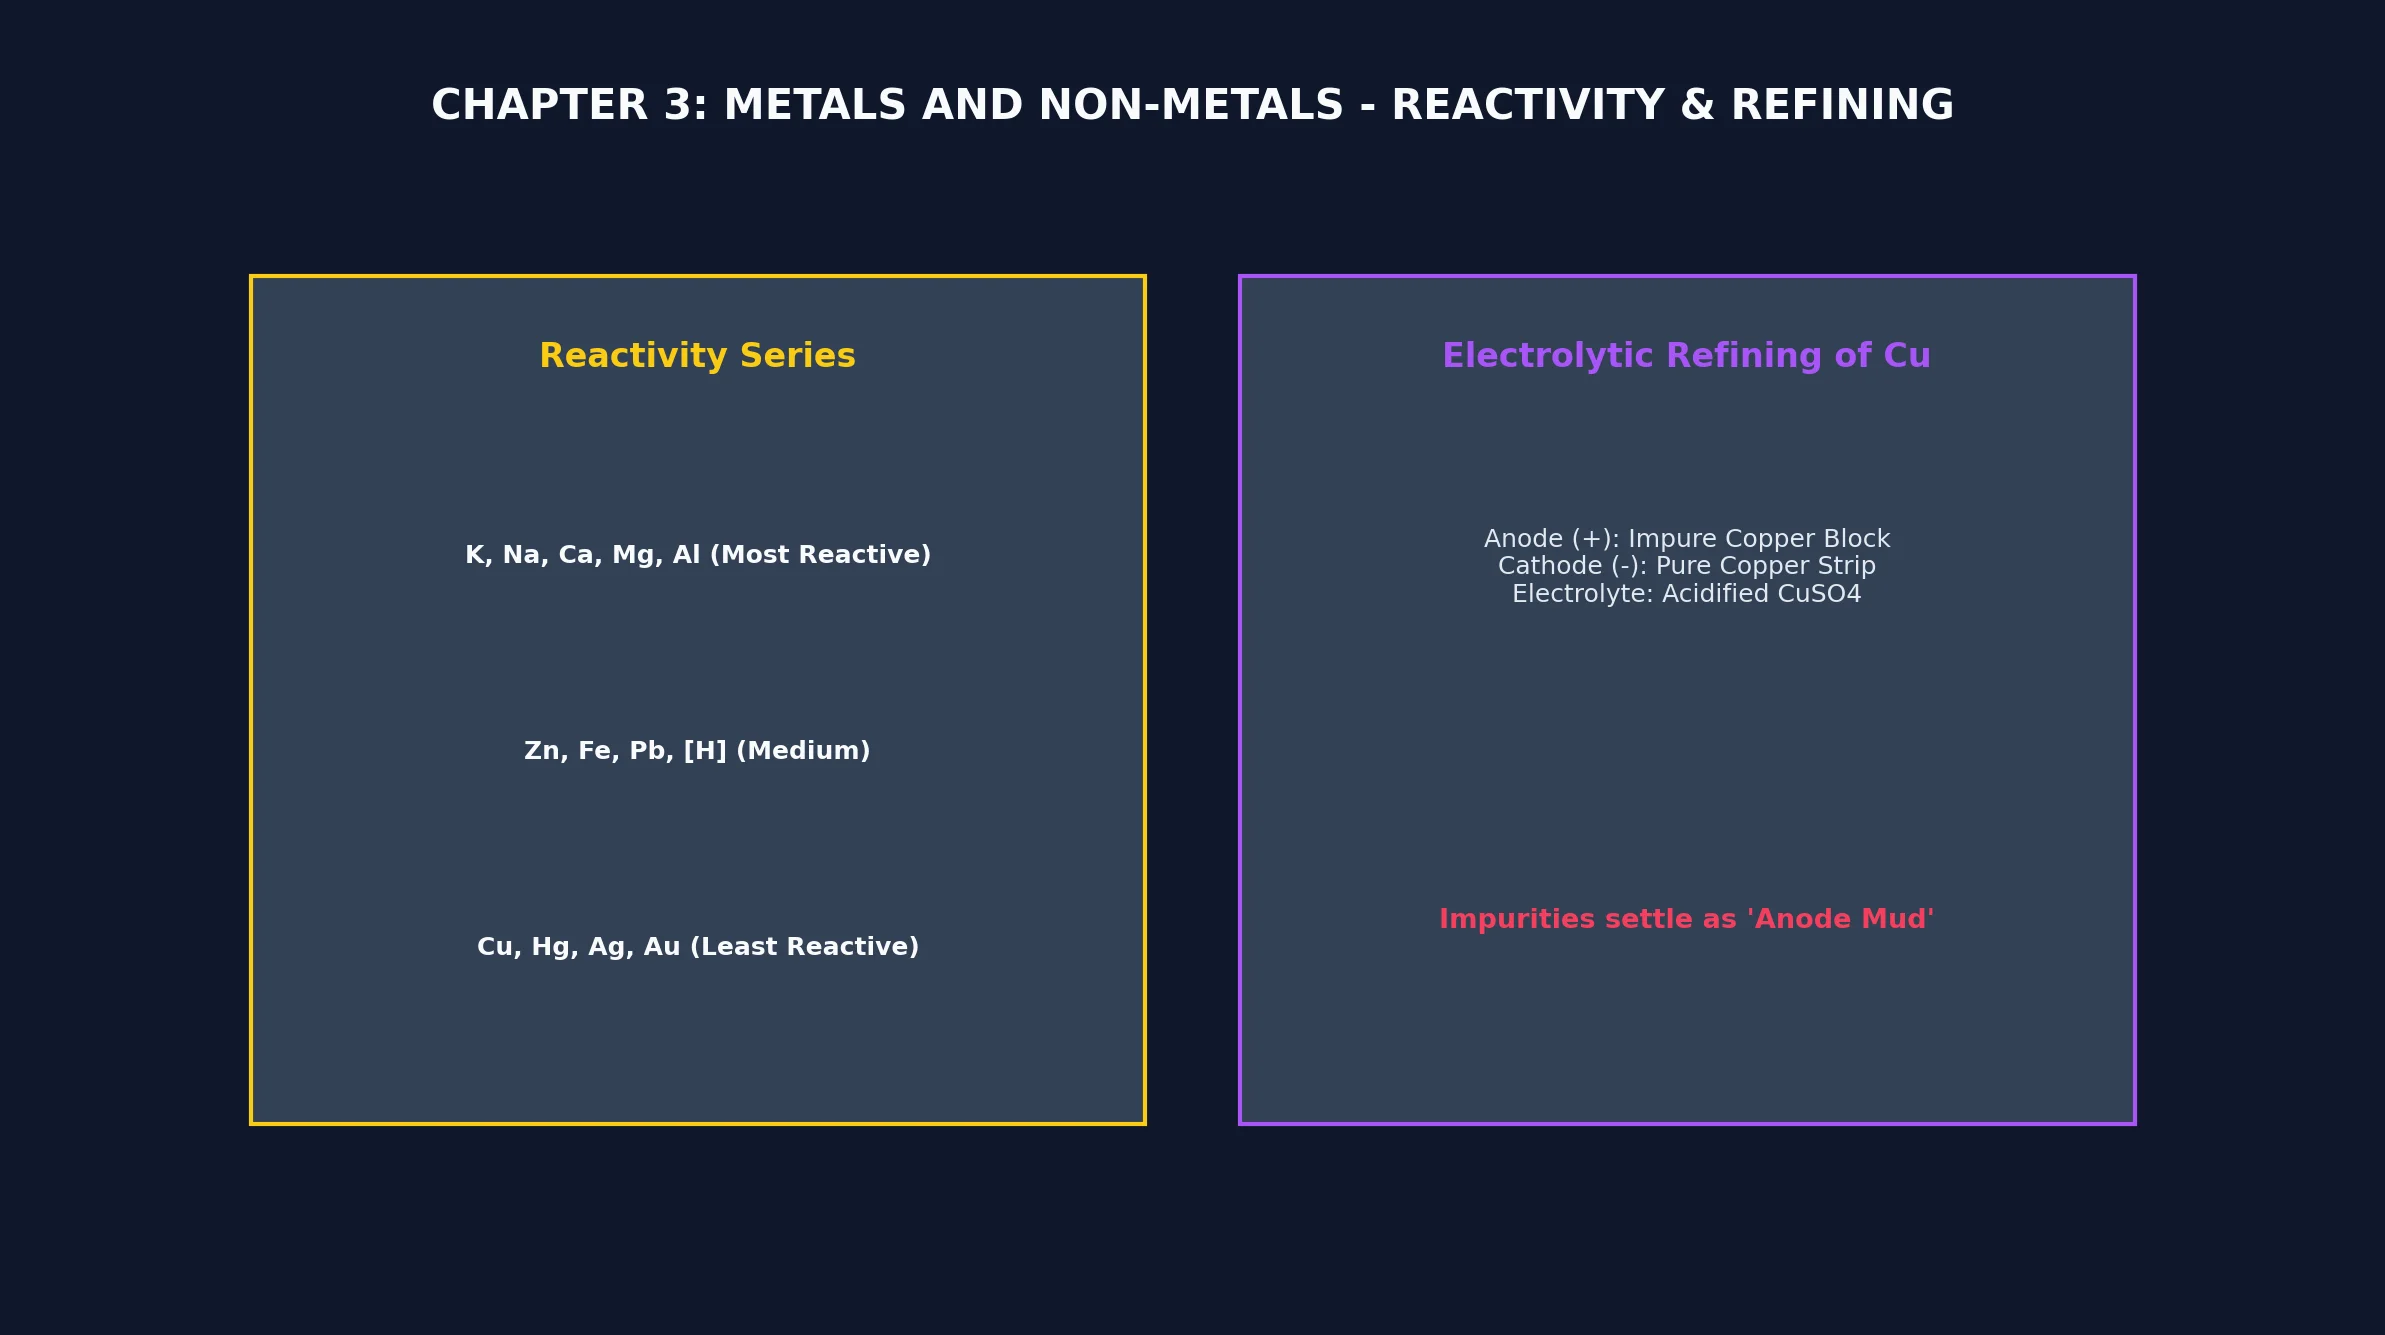 CHAPTER 3: METALS AND NON-METALS - REACTIVITY & REFINING
Reactivity Series
K, Na, Ca, Mg, Al (Most Reactive)
Zn, Fe, Pb, [H] (Medium)
Cu, Hg, Ag, Au (Least Reactive)
Electrolytic Refining of Cu
Anode (+): Impure Copper Block
Cathode (-): Pure Copper Strip
Electrolyte: Acidified CuSO4
Impurities settle as 'Anode Mud'